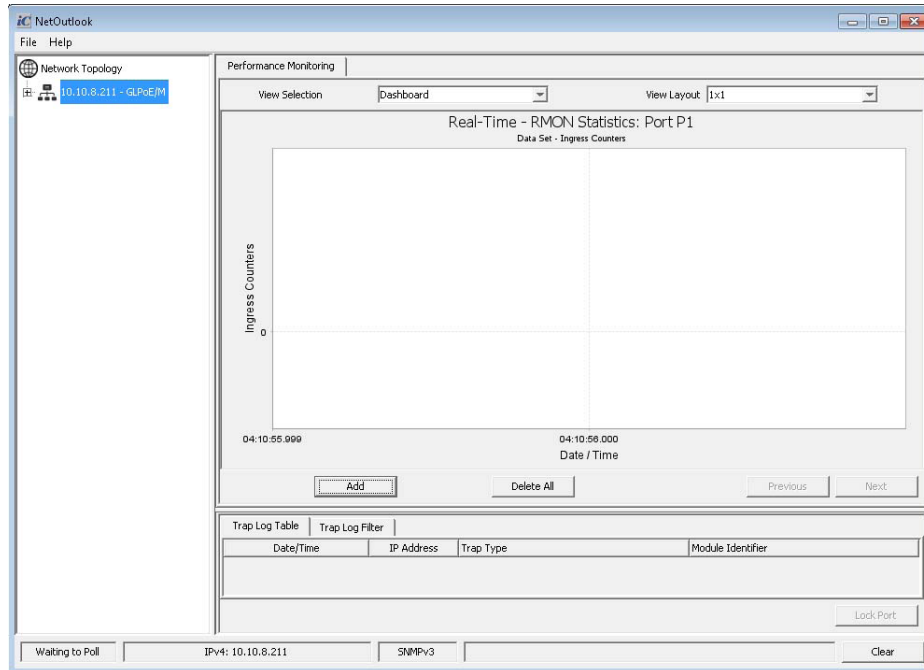 iC NetOutlook
File Help
Network Topology
10.10.8.211 - GLPoE/M
Performance Monitoring
View Selection Dashboard View Layout 1x1
Real-Time - RMON Statistics: Port P1
Data Set - Ingress Counters
Ingress Counters
0
04:10:55.999 04:10:56.000
Date / Time
Add Delete All Previous Next
Trap Log Table Trap Log Filter
Date/Time IP Address Trap Type Module Identifier
Lock Port
Waiting to Poll IPv4: 10.10.8.211 SNMPv3 Clear